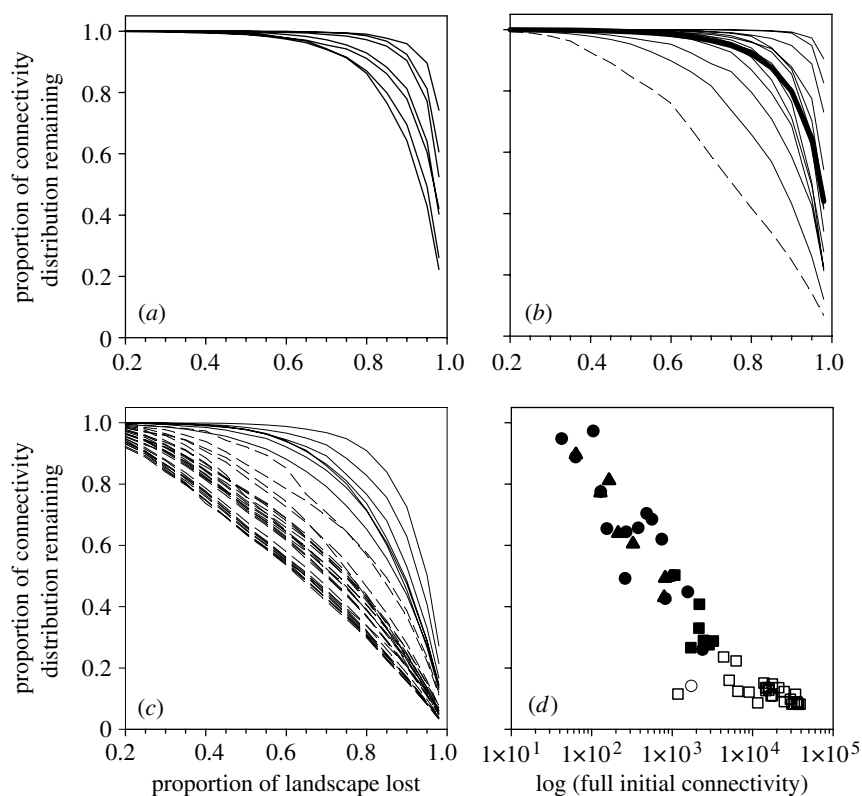 1.0
0.8
0.6
0.4
0.2
0
proportion of connectivity
distribution remaining
(a)
0.2 0.4 0.6 0.8 1.0
(b)
0.2 0.4 0.6 0.8 1.0
1.0
0.8
0.6
0.4
0.2
0
proportion of connectivity
distribution remaining
(c)
0.2 0.4 0.6 0.8 1.0
proportion of landscape lost
(d)
1×10¹ 1×10² 1×10³ 1×10⁴ 1×10⁵
log (full initial connectivity)